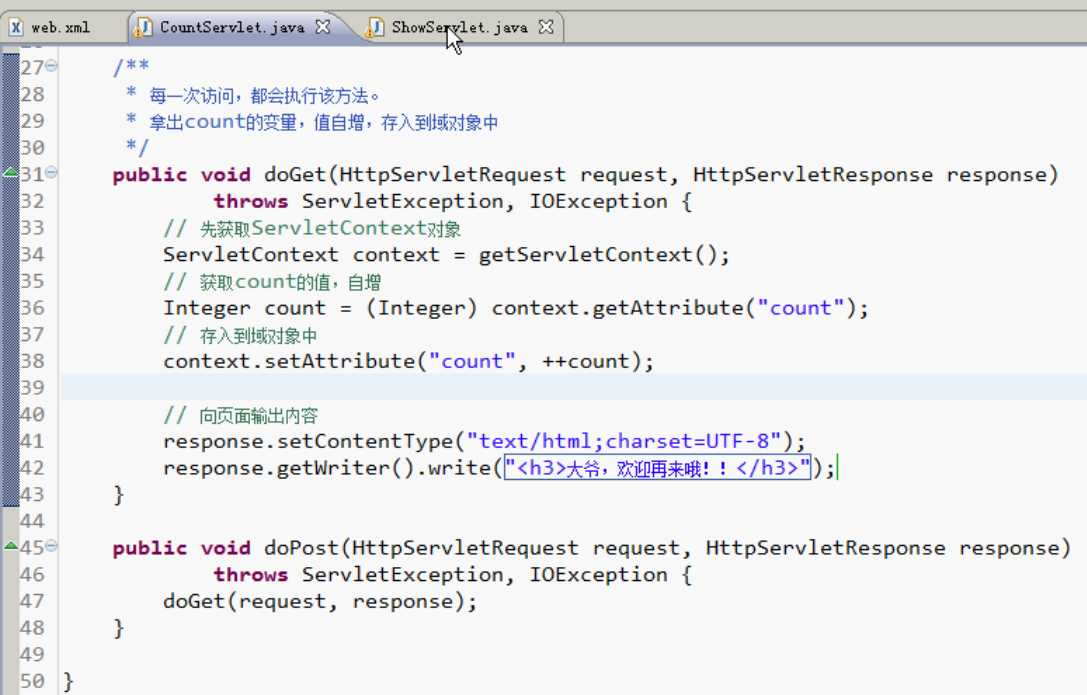 web.xml CountServlet.java ShowServlet.java
27 /**
28 * 每一次访问，都会执行该方法。
29 * 拿出count的变量，值自增，存入到域对象中
30 */
31 public void doGet(HttpServletRequest request, HttpServletResponse response)
32 throws ServletException, IOException {
33 // 先获取ServletContext对象
34 ServletContext context = getServletContext();
35 // 获取count的值，自增
36 Integer count = (Integer) context.getAttribute("count");
37 // 存入到域对象中
38 context.setAttribute("count", ++count);
39
40 // 向页面输出内容
41 response.setContentType("text/html;charset=UTF-8");
42 response.getWriter().write("<h3>大爷，欢迎再来哦！！</h3>");
43 }
44
45 public void doPost(HttpServletRequest request, HttpServletResponse response)
46 throws ServletException, IOException {
47 doGet(request, response);
48 }
49
50 }